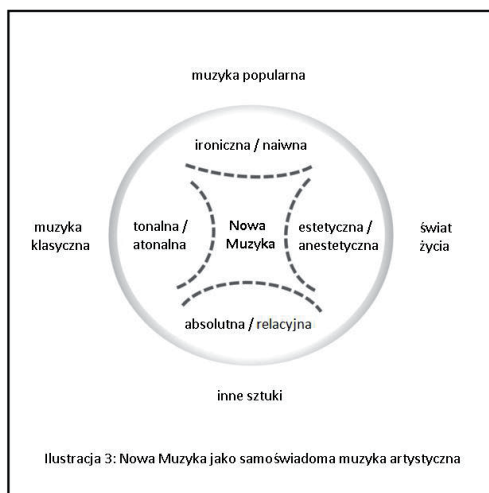 muzyka popularna
ironiczna / naiwna
muzyka
klasyczna
tonalna /
atonalna
Nowa
Muzyka
estetyczna /
anestetyczna
świat
życia
absolutna / relacyjna
inne sztuki
Ilustracja 3: Nowa Muzyka jako samoświadoma muzyka artystyczna